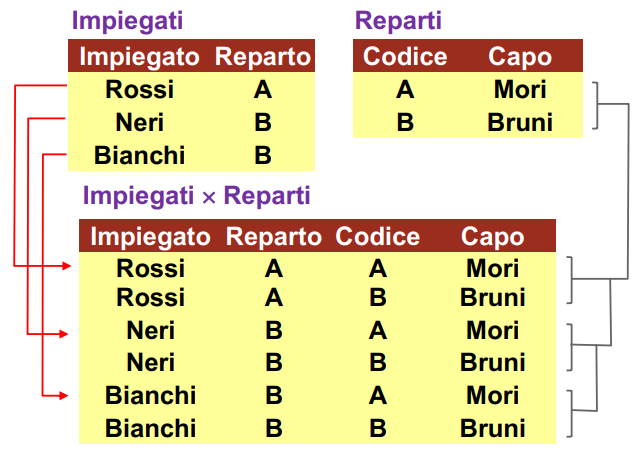 Impiegati
Impiegato Reparto
Rossi A
Neri B
Bianchi B
Reparti
Codice Capo
A Mori
B Bruni
Impiegati × Reparti
Impiegato Reparto Codice Capo
Rossi A A Mori
Rossi A B Bruni
Neri B A Mori
Neri B B Bruni
Bianchi B A Mori
Bianchi B B Bruni